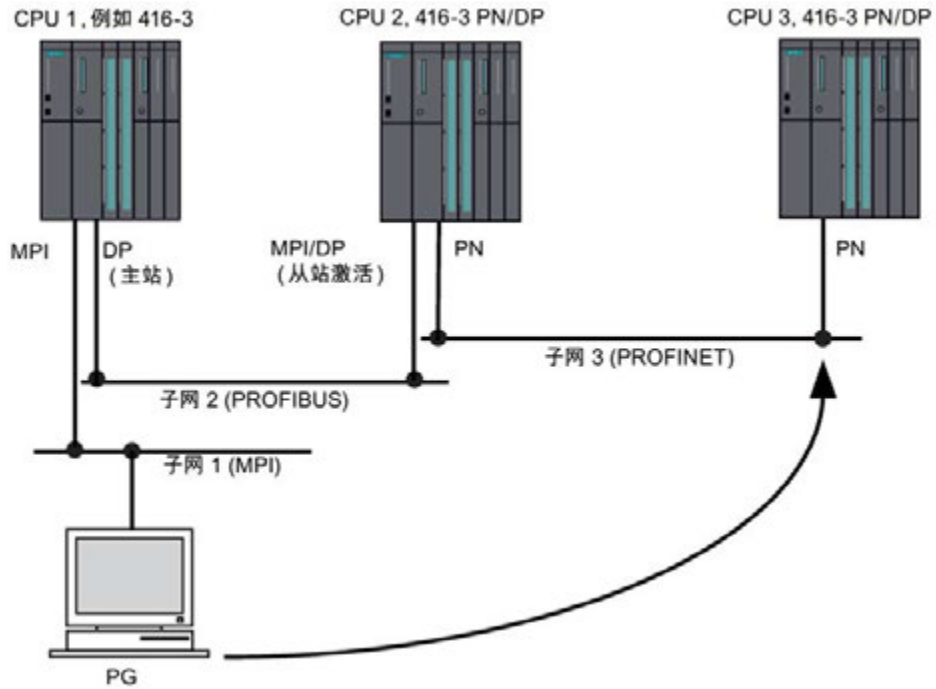 CPU 1, 例如 416-3
CPU 2, 416-3 PN/DP
CPU 3, 416-3 PN/DP
MPI
DP
(主站)
MPI/DP
(从站激活)
PN
PN
子网 3 (PROFINET)
子网 2 (PROFIBUS)
子网 1 (MPI)
PG